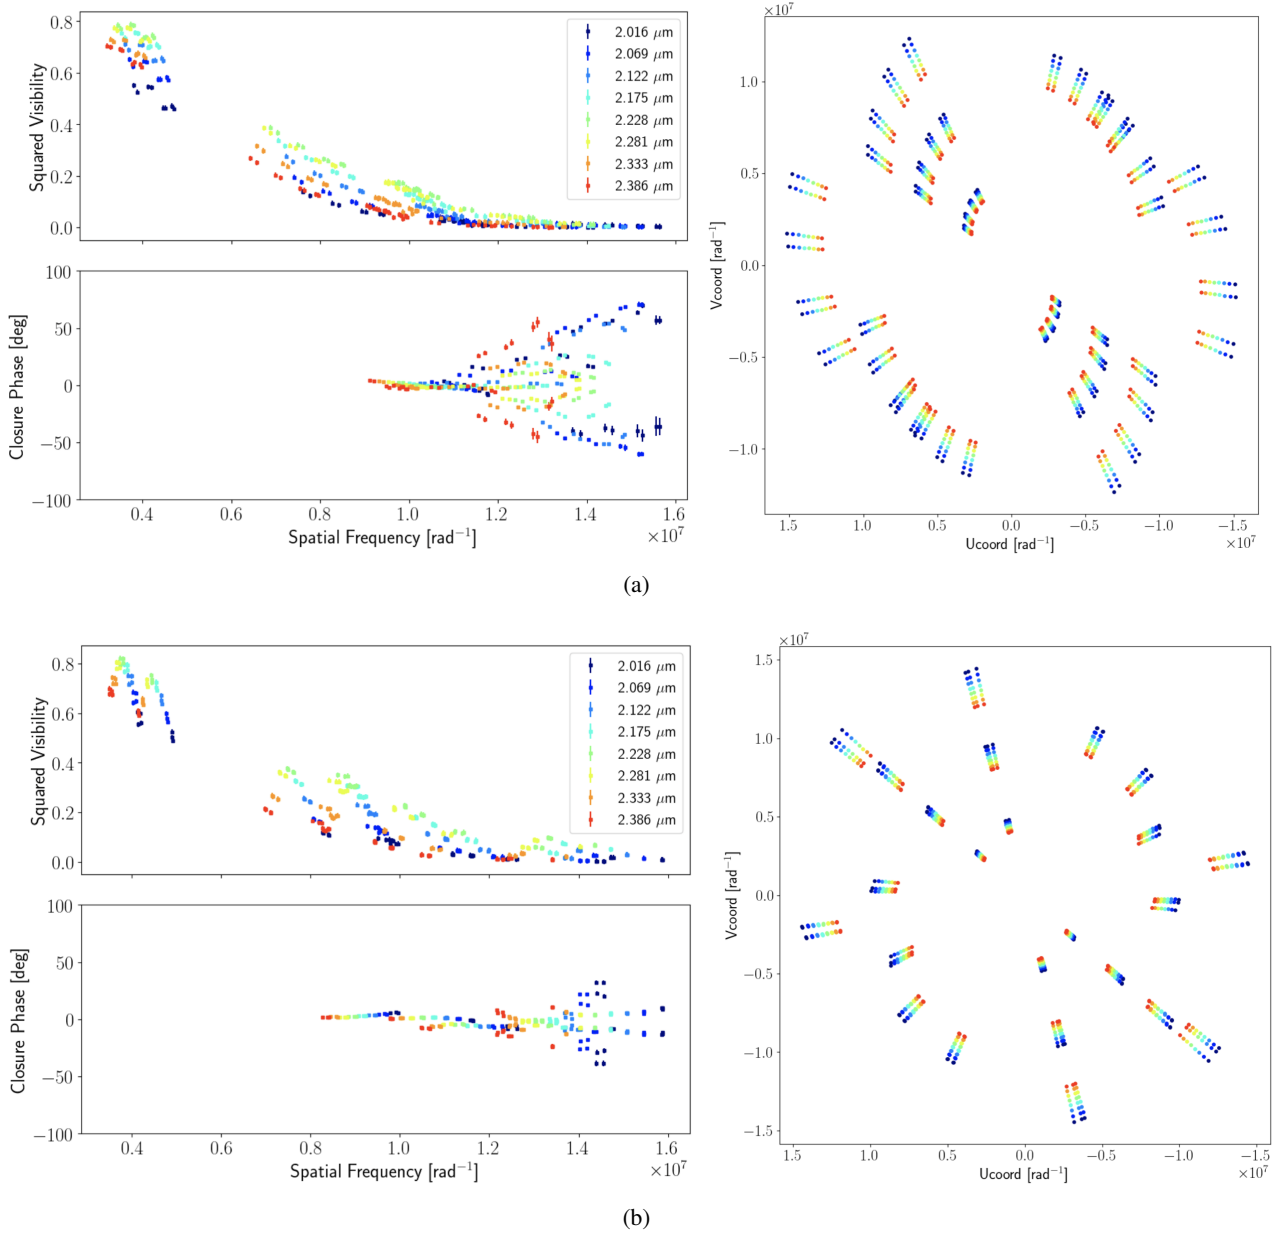 0.8
0.6
0.4
0.2
0.0
Squared Visibility
2.016 μm
2.069 μm
2.122 μm
2.175 μm
2.228 μm
2.281 μm
2.333 μm
2.386 μm
100
50
0
−50
−100
Closure Phase [deg]
0.4 0.6 0.8 1.0 1.2 1.4 1.6
×10⁷
Spatial Frequency [rad⁻¹]
×10⁷
1.0
0.5
0.0
−0.5
−1.0
Vcoord [rad⁻¹]
1.5 1.0 0.5 0.0 −0.5 −1.0 −1.5
×10⁷
Ucoord [rad⁻¹]
(a)
0.8
0.6
0.4
0.2
0.0
Squared Visibility
2.016 μm
2.069 μm
2.122 μm
2.175 μm
2.228 μm
2.281 μm
2.333 μm
2.386 μm
100
50
0
−50
−100
Closure Phase [deg]
0.4 0.6 0.8 1.0 1.2 1.4 1.6
×10⁷
Spatial Frequency [rad⁻¹]
×10⁷
1.5
1.0
0.5
0.0
−0.5
−1.0
−1.5
Vcoord [rad⁻¹]
1.5 1.0 0.5 0.0 −0.5 −1.0 −1.5
×10⁷
Ucoord [rad⁻¹]
(b)